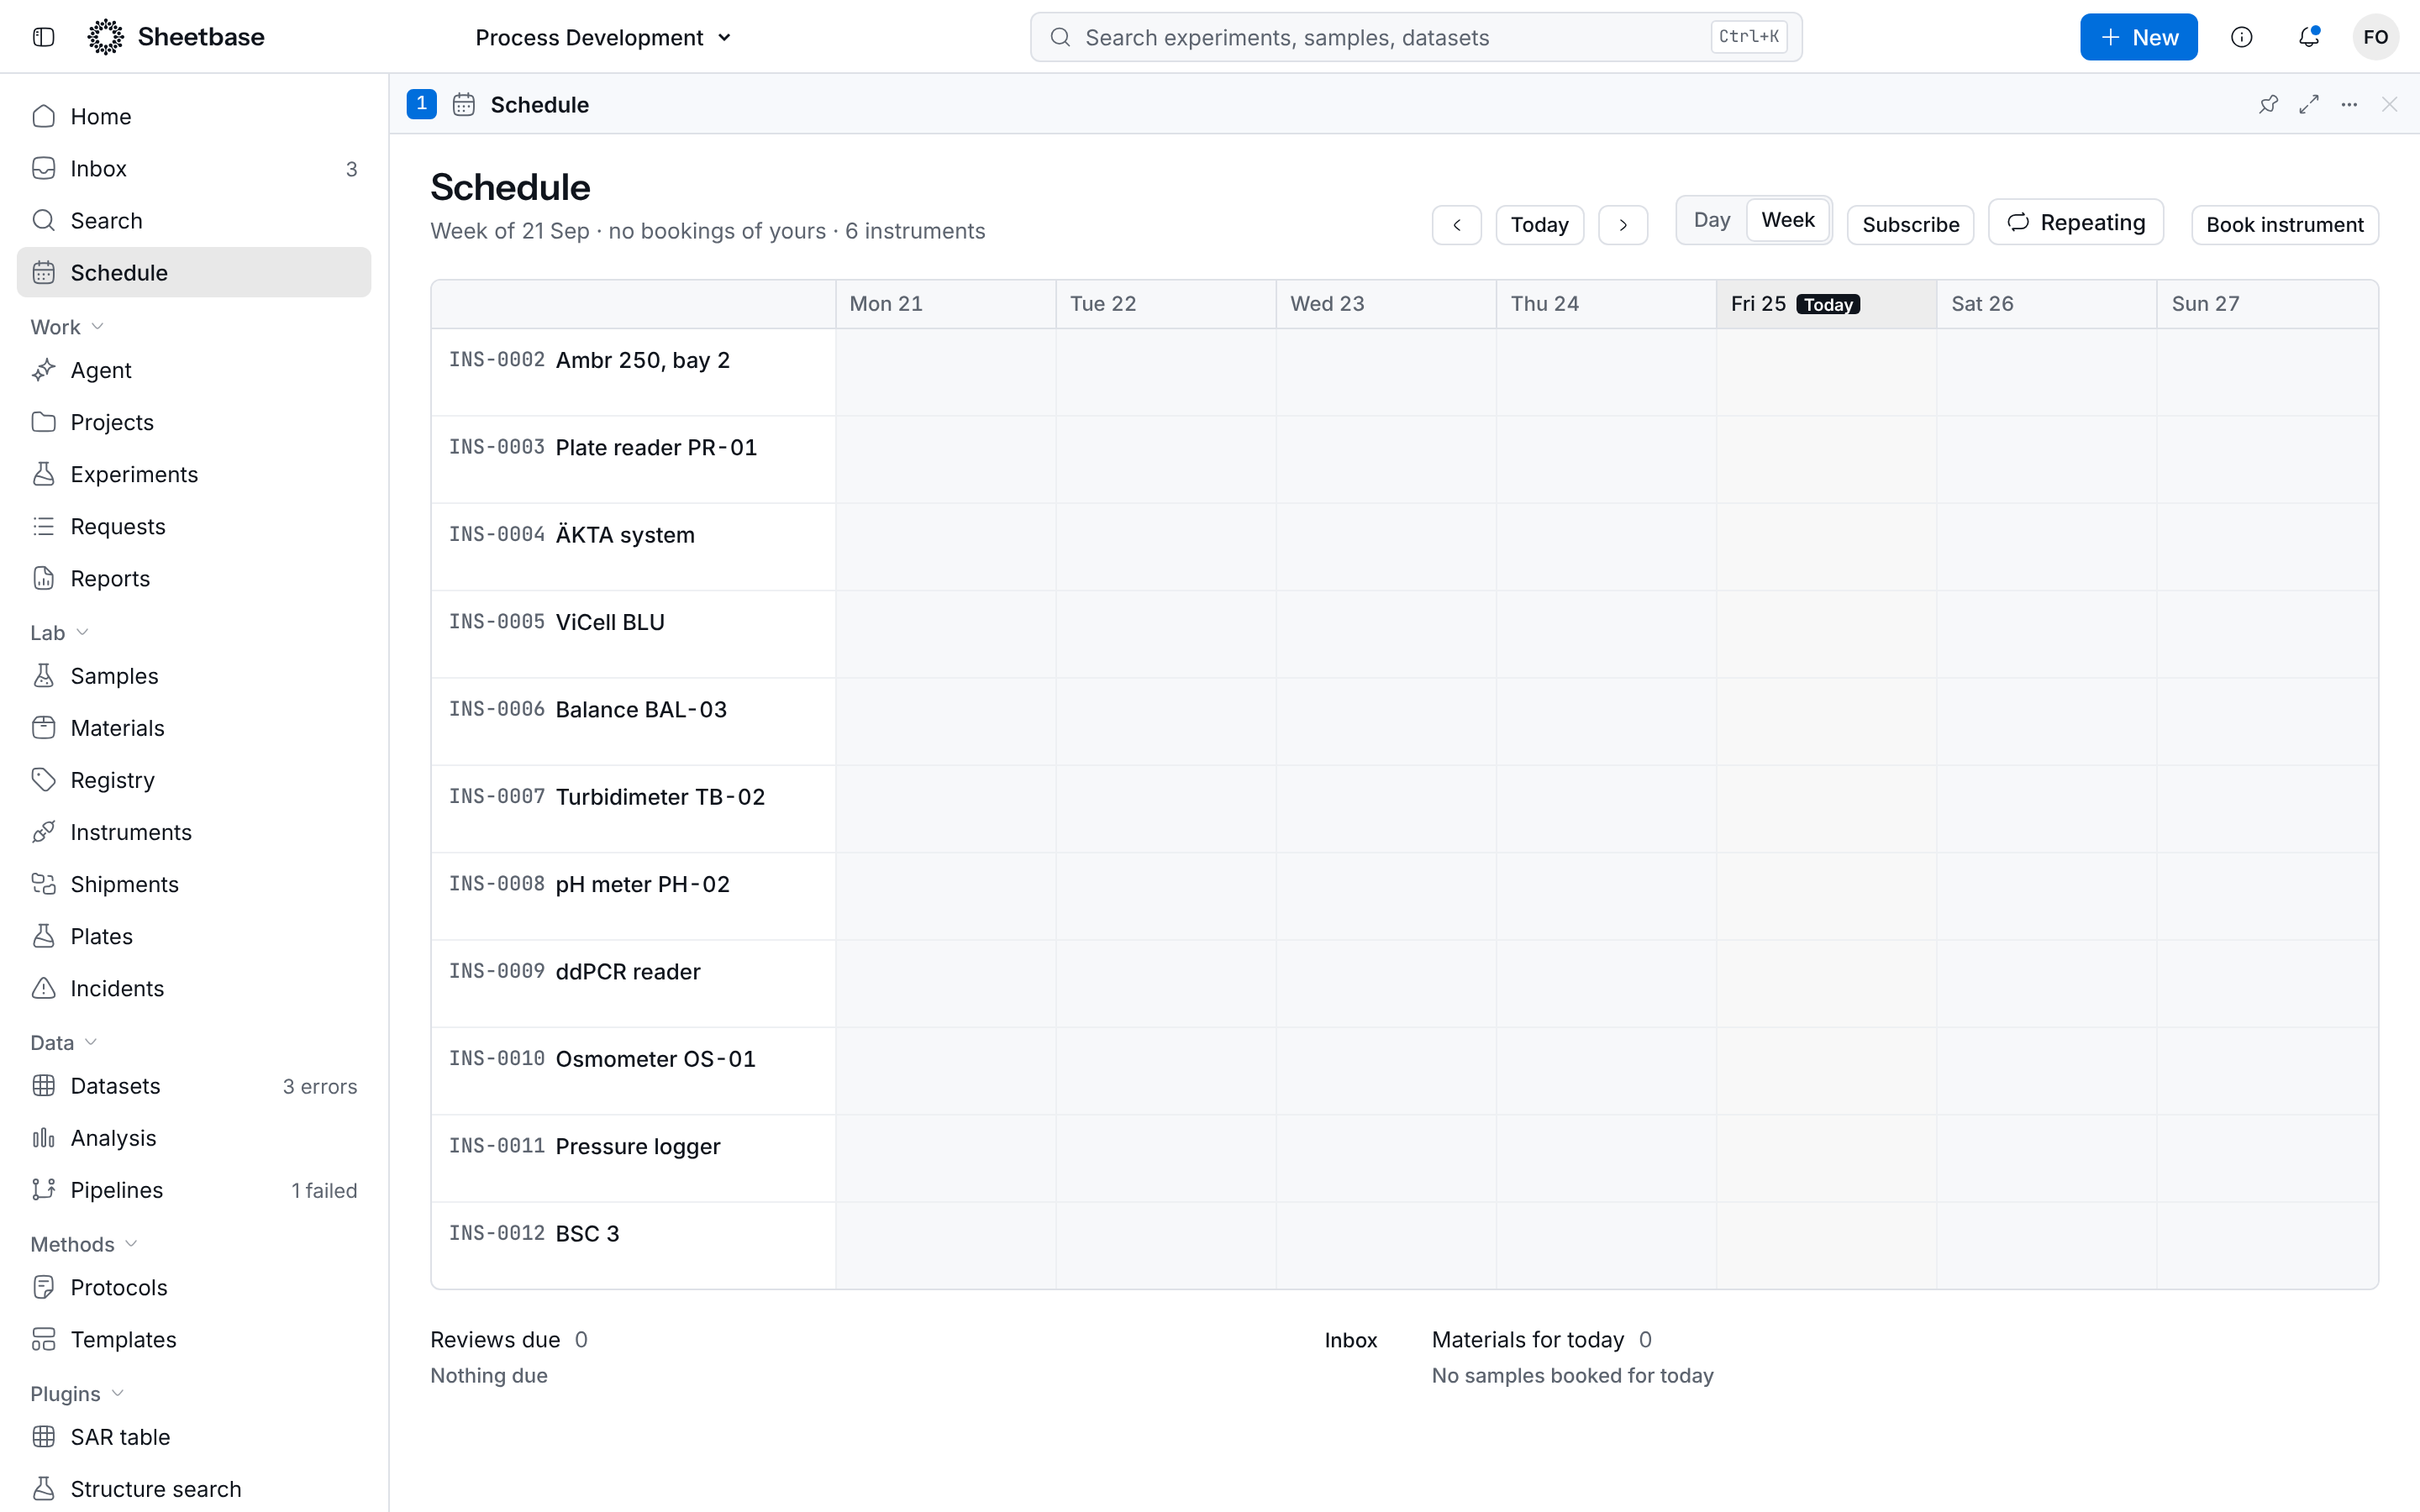 Sheetbase
Process Development
Search experiments, samples, datasets
Ctrl+K
New
FO
Home
Inbox 3
Search
Schedule
Work
Agent
Projects
Experiments
Requests
Reports
Lab
Samples
Materials
Registry
Instruments
Shipments
Plates
Incidents
Data
Datasets 3 errors
Analysis
Pipelines 1 failed
Methods
Protocols
Templates
Plugins
SAR table
Structure search
1 Schedule
Schedule
Week of 21 Sep · no bookings of yours · 6 instruments
Today
Day Week
Subscribe
Repeating
Book instrument
Mon 21 Tue 22 Wed 23 Thu 24 Fri 25 Today Sat 26 Sun 27
INS-0002 Ambr 250, bay 2
INS-0003 Plate reader PR-01
INS-0004 ÄKTA system
INS-0005 ViCell BLU
INS-0006 Balance BAL-03
INS-0007 Turbidimeter TB-02
INS-0008 pH meter PH-02
INS-0009 ddPCR reader
INS-0010 Osmometer OS-01
INS-0011 Pressure logger
INS-0012 BSC 3
Reviews due 0
Inbox
Nothing due
Materials for today 0
No samples booked for today